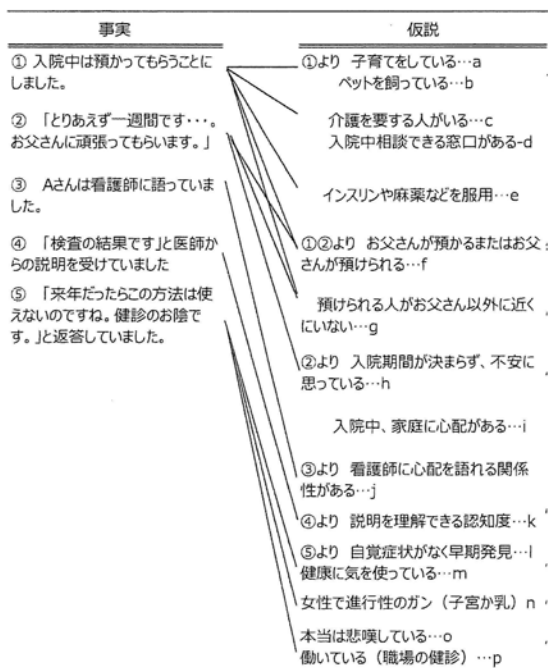 事実
① 入院中は預かってもらうことに
しました。
② 「とりあえず一週間です・・・。
お父さんに頑張ってもらいます。」
③ Aさんは看護師に語っていま
した。
④ 「検査の結果です」と医師か
らの説明を受けていました
⑤ 「来年だったらこの方法は使
えないのですね。健診のお陰で
す。」と返答していました。
仮説
①より 子育てをしている…a
ペットを飼っている…b
介護を要する人がいる…c
入院中相談できる窓口がある-d
インスリンや麻薬などを服用…e
①②より お父さんが預かるまたはお父
さんが預けられる…f
預けられる人がお父さん以外に近く
にいない…g
②より 入院期間が決まらず、不安に
思っている…h
入院中、家庭に心配がある…i
③より 看護師に心配を語れる関係
性がある…j
④より 説明を理解できる認知度…k
⑤より 自覚症状がなく早期発見…l
健康に気を使っている…m
女性で進行性のガン（子宮か乳）n
本当は悲嘆している…o
働いている（職場の健診）…p